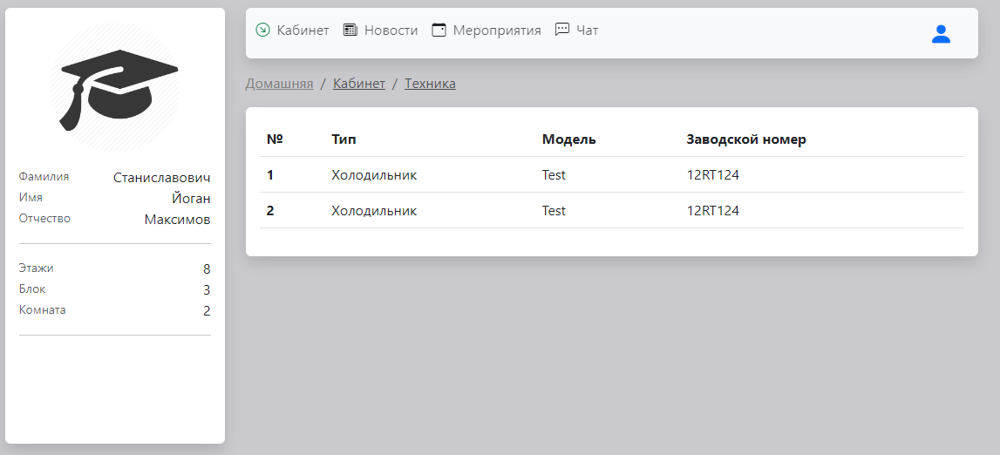 Кабинет Новости Мероприятия Чат
Домашняя / Кабинет / Техника
Фамилия Станиславович
Имя Йоган
Отчество Максимов
Этажи 8
Блок 3
Комната 2
№ Тип Модель Заводской номер
1 Холодильник Test 12RT124
2 Холодильник Test 12RT124